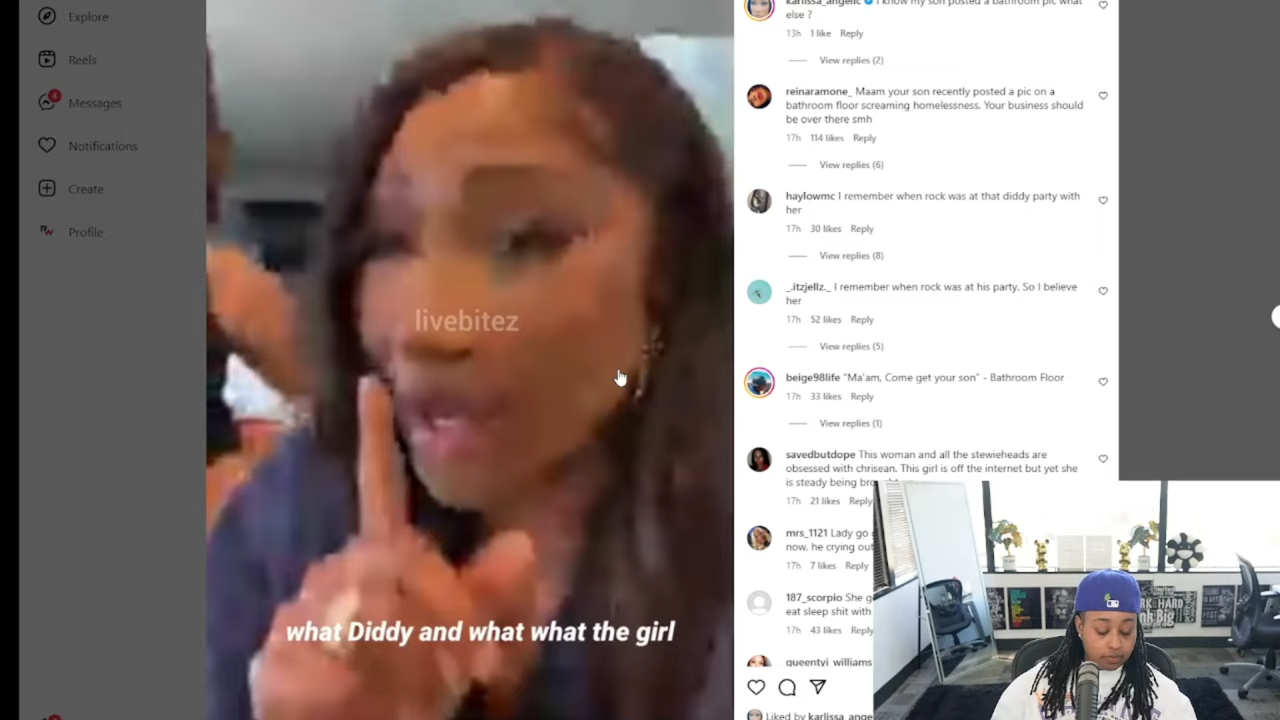 Explore
Reels
4
Messages
Notifications
Create
Profile
livebitez
what Diddy and what what the girl
karlissa_angelic I know my son posted a bathroom pic what
else ?
13h 1 like Reply
View replies (2)
reinaramone_ Maam your son recently posted a pic on a
bathroom floor screaming homelessness. Your business should
be over there smh
17h 114 likes Reply
View replies (6)
haylowmc I remember when rock was at that diddy party with
her
17h 30 likes Reply
View replies (8)
_.itzjellz._ I remember when rock was at his party. So I believe
her
17h 52 likes Reply
View replies (5)
beige98life "Ma'am, Come get your son" - Bathroom Floor
17h 33 likes Reply
View replies (1)
savedbutdope This woman and all the stewieheads are
obsessed with chrisean. This girl is off the internet but yet she
is steady being
17h 21 likes Reply
mrs_1121 Lady go
now. he crying out
17h 7 likes Reply
187_scorpio She
eat sleep shit with
17h 43 likes Reply
queentyi_williams
Liked by